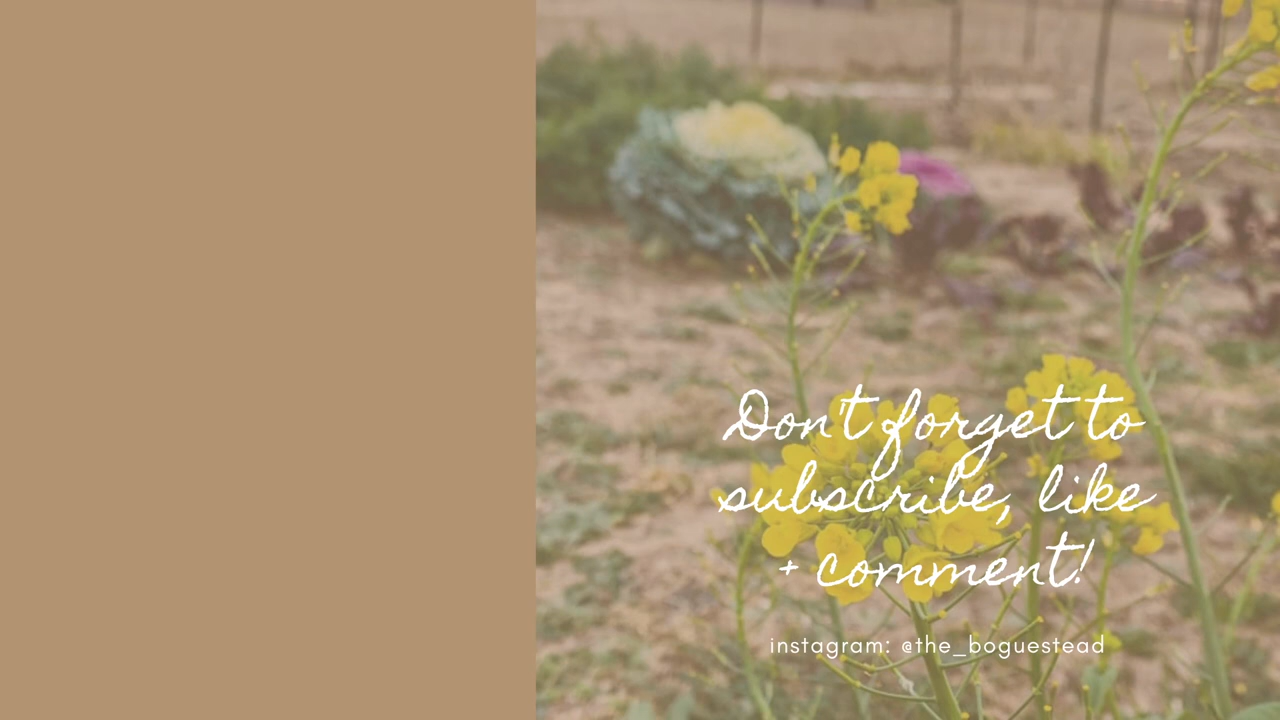 Don't forget to
subscribe, like
+ comment!
instagram: @the_boguestead